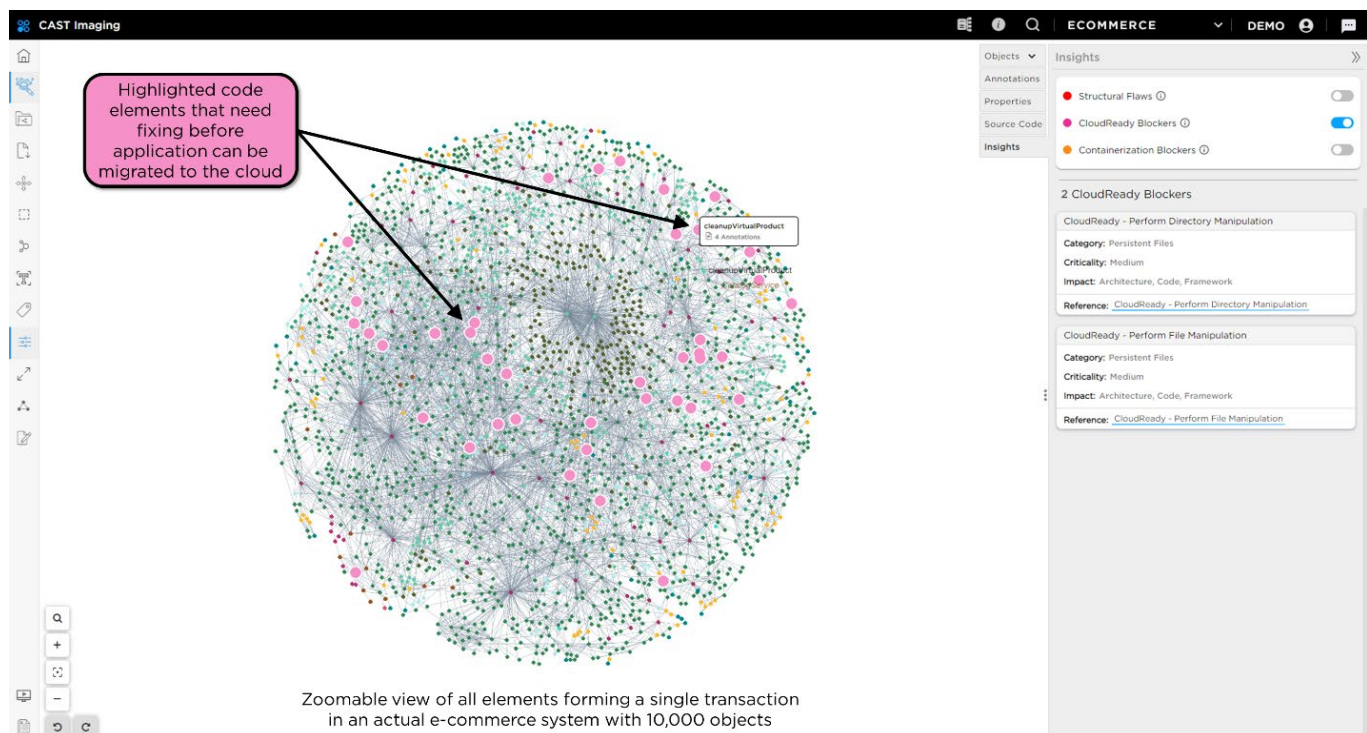 CAST Imaging
ECOMMERCE
DEMO
Highlighted code
elements that need
fixing before
application can be
migrated to the cloud
cleanupVirtualProduct
4 Annotations
cleanupVirtualProduct
Zoomable view of all elements forming a single transaction
in an actual e-commerce system with 10,000 objects
Objects
Annotations
Properties
Source Code
Insights
Insights
Structural Flaws
CloudReady Blockers
Containerization Blockers
2 CloudReady Blockers
CloudReady - Perform Directory Manipulation
Category: Persistent Files
Criticality: Medium
Impact: Architecture, Code, Framework
Reference: CloudReady - Perform Directory Manipulation
CloudReady - Perform File Manipulation
Category: Persistent Files
Criticality: Medium
Impact: Architecture, Code, Framework
Reference: CloudReady - Perform File Manipulation